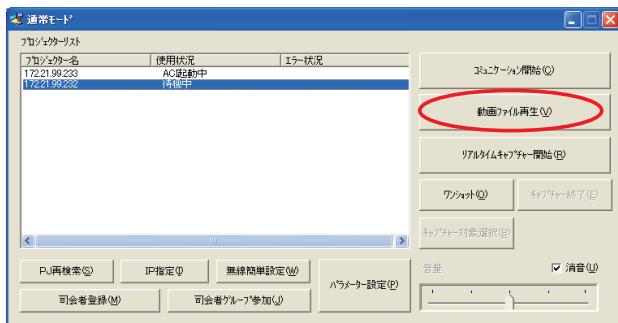 通常ﾓｰﾄﾞ
ﾌﾟﾛｼﾞｪｸﾀｰﾘｽﾄ
ﾌﾟﾛｼﾞｪｸﾀｰ名 使用状況 ｴﾗｰ状況
172.21.99.233 AC起動中
172.21.99.232 待機中
ｺﾐｭﾆｹｰｼｮﾝ開始(C)
動画ﾌｧｲﾙ再生(V)
ﾘｱﾙﾀｲﾑｷｬﾌﾟﾁｬｰ開始(R)
ﾜﾝｼｮｯﾄ(O) ｷｬﾌﾟﾁｬｰ終了(E)
ｷｬﾌﾟﾁｬｰ対象選択(B)
PJ再検索(S) IP指定(I) 無線簡単設定(W) ﾊﾟﾗﾒｰﾀｰ設定(P)
司会者登録(M) 司会者ｸﾞﾙｰﾌﾟ参加(J)
音量 消音(U)